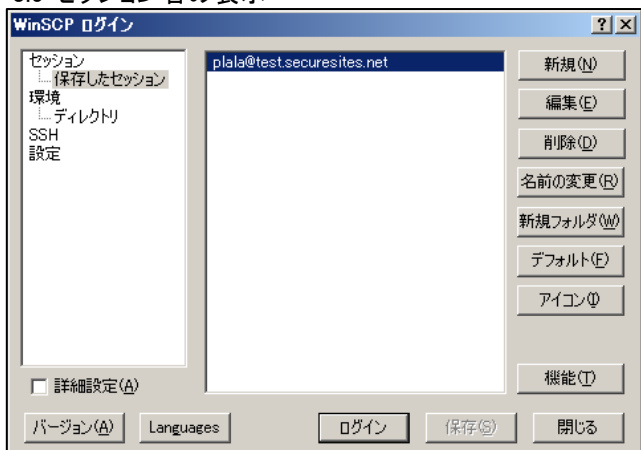 WinSCP ログイン
セッション
保存したセッション
環境
ディレクトリ
SSH
設定
plala@test.securesites.net
新規(N)
編集(E)
削除(D)
名前の変更(R)
新規フォルダ(W)
デフォルト(F)
アイコン(I)
機能(T)
詳細設定(A)
バージョン(A)
Languages
ログイン
保存(S)
閉じる